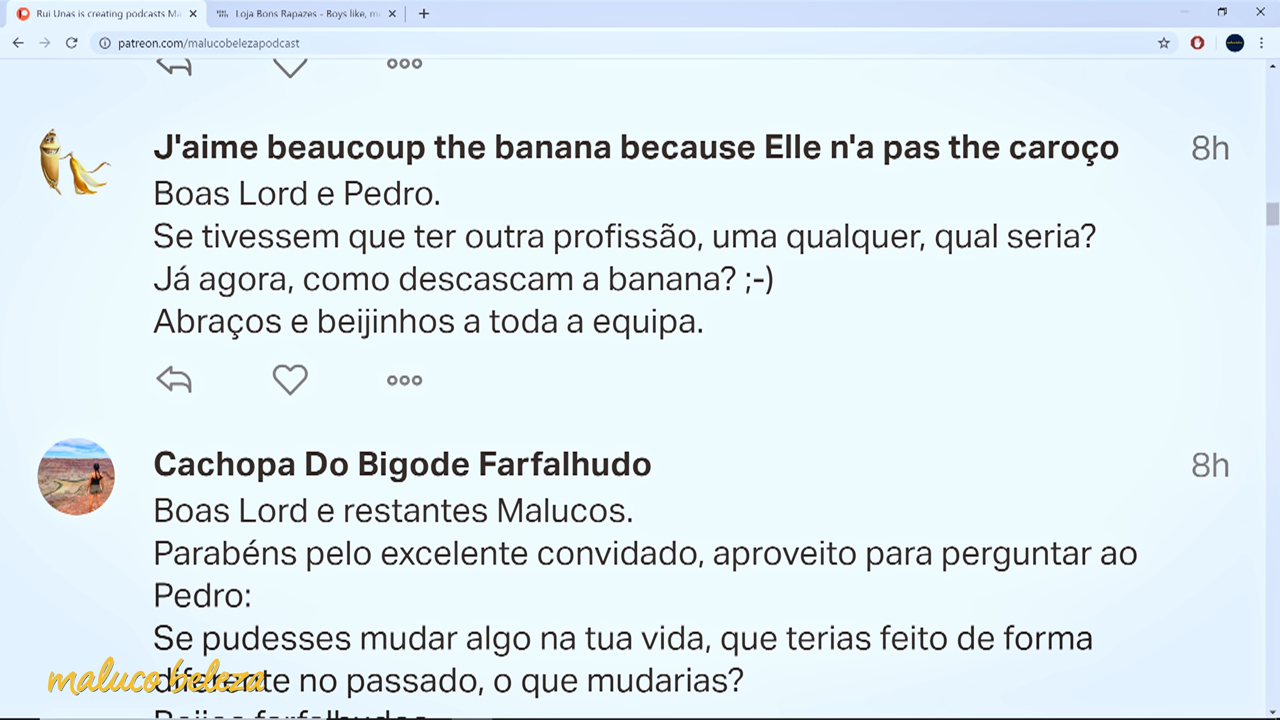 Rui Unas is creating podcasts Ma
Loja Bons Rapazes - Boys like, m
patreon.com/malucobelezapodcast
J'aime beaucoup the banana because Elle n'a pas the caroço
8h
Boas Lord e Pedro.
Se tivessem que ter outra profissão, uma qualquer, qual seria?
Já agora, como descascam a banana? ;-)
Abraços e beijinhos a toda a equipa.
Cachopa Do Bigode Farfalhudo
8h
Boas Lord e restantes Malucos.
Parabéns pelo excelente convidado, aproveito para perguntar ao
Pedro:
Se pudesses mudar algo na tua vida, que terias feito de forma
diferente no passado, o que mudarias?
maluco beleza